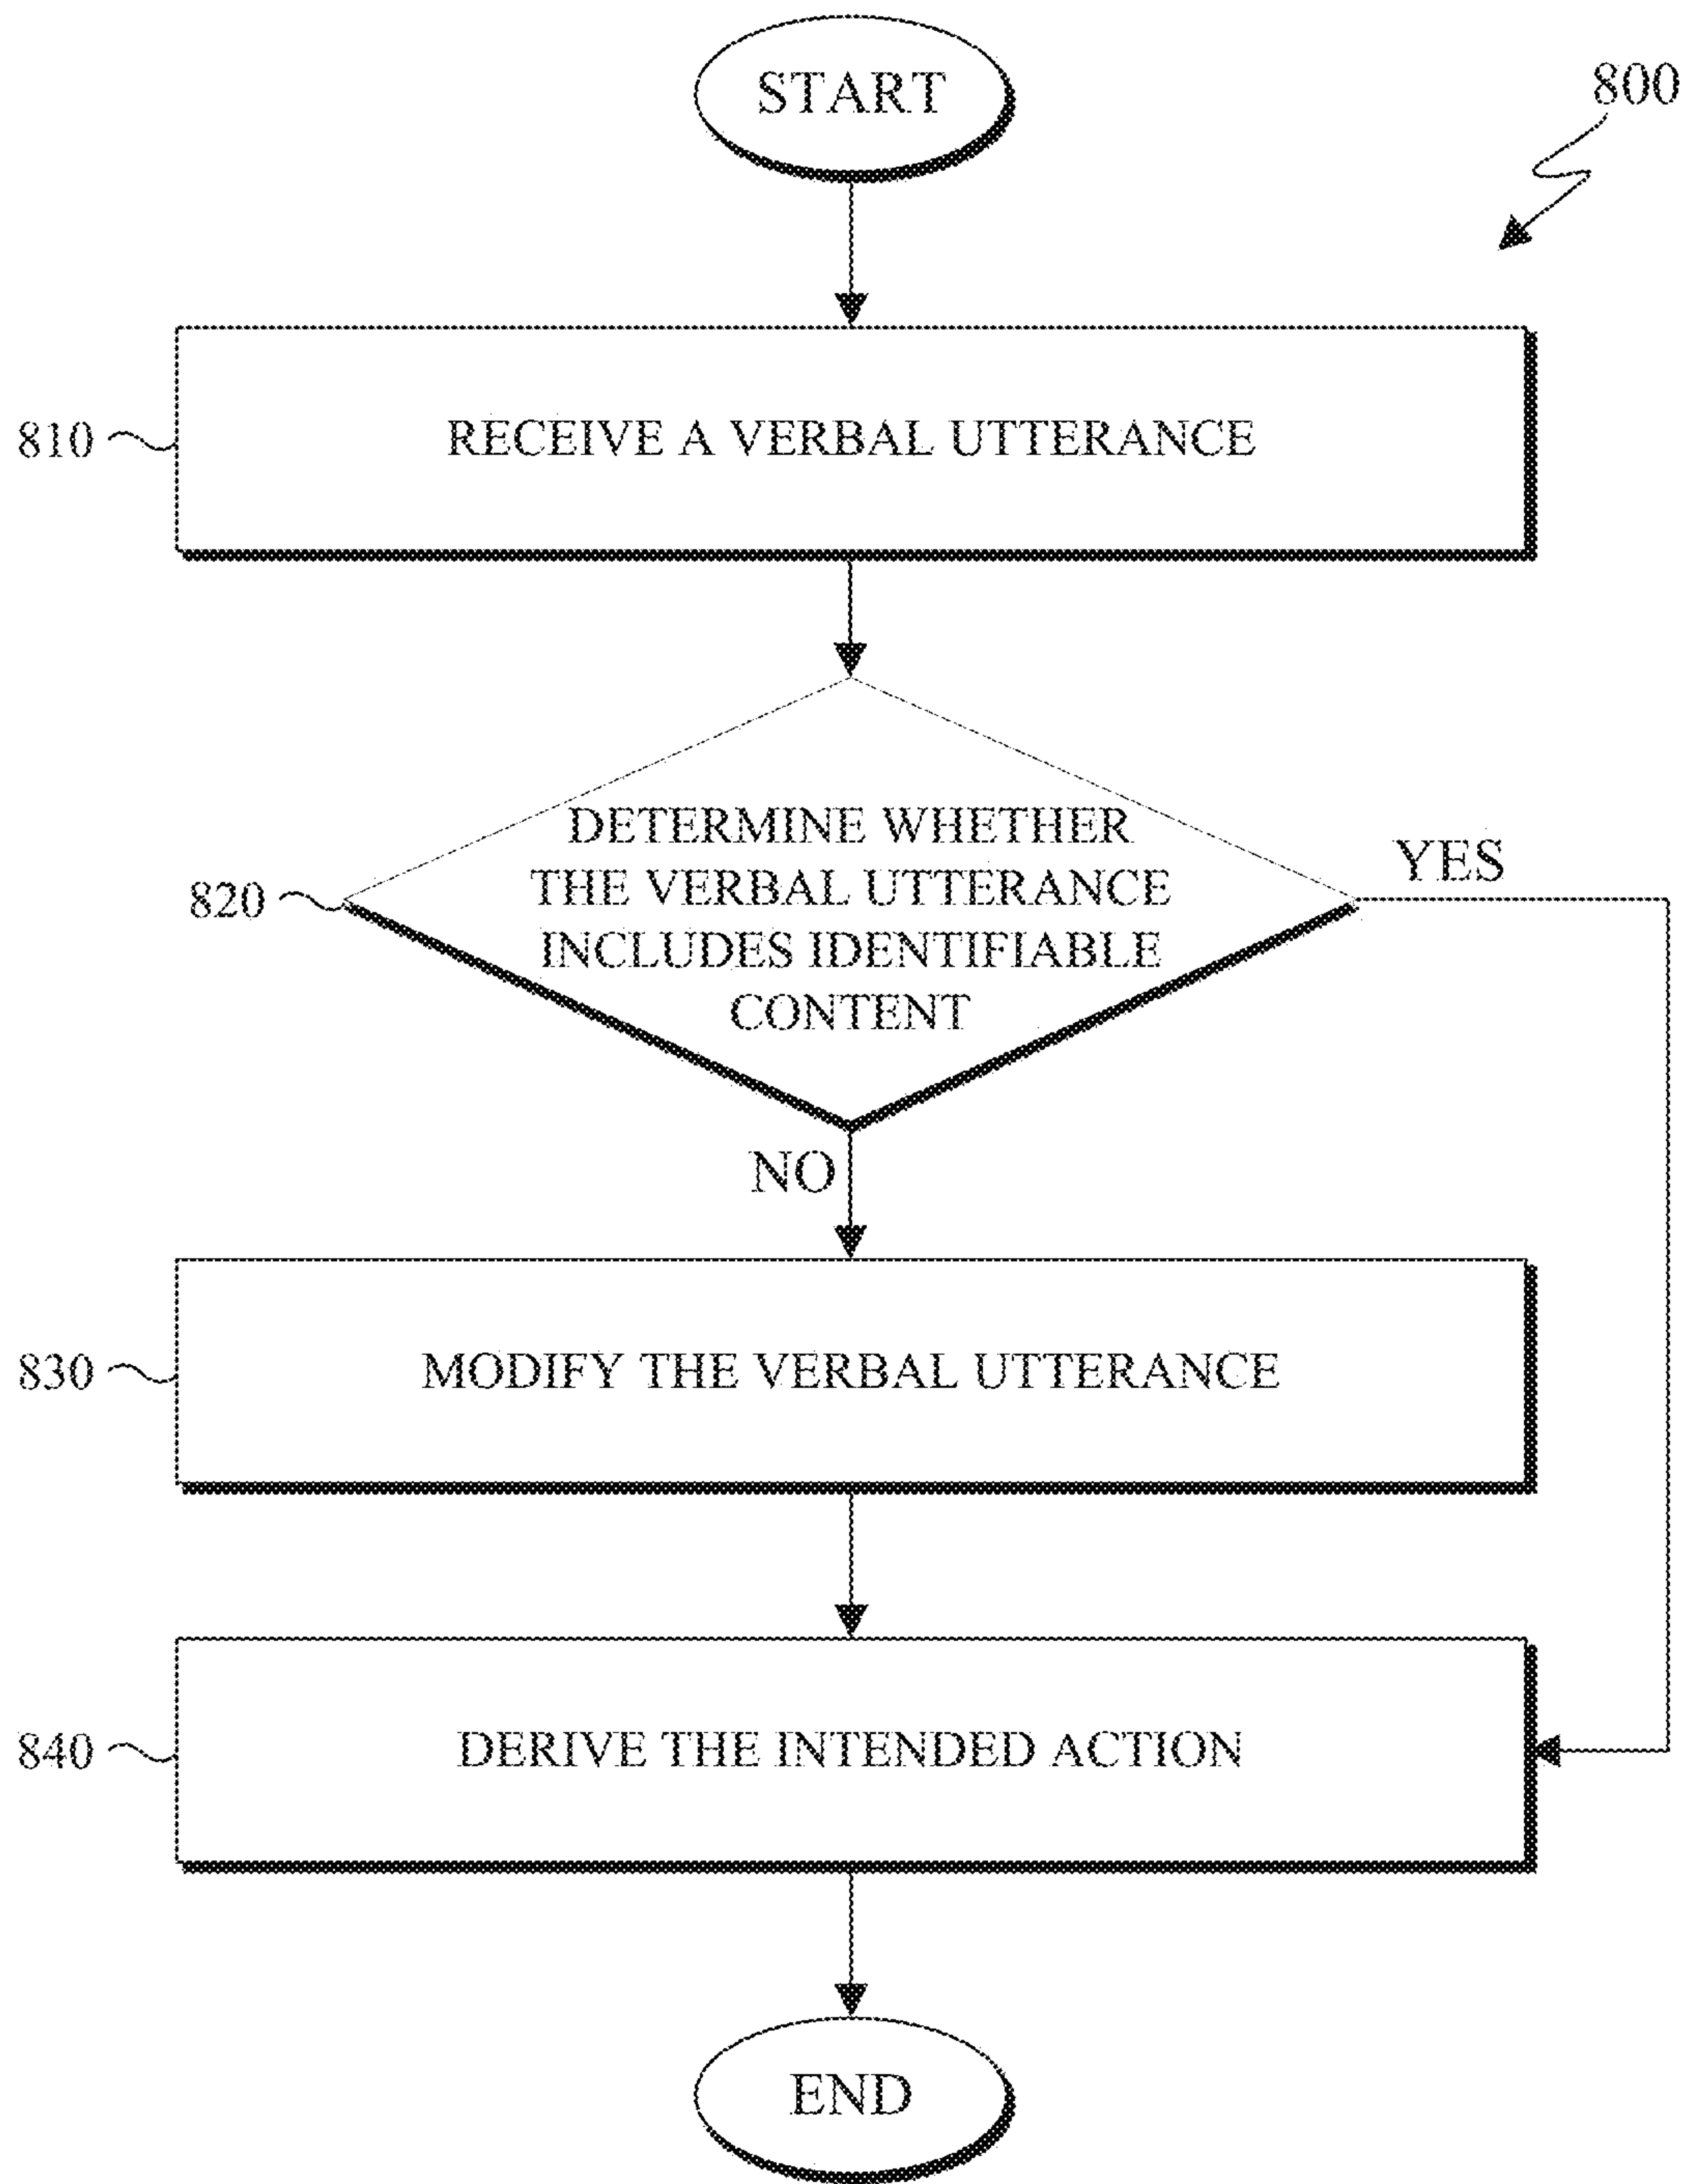 START
800
RECEIVE A VERBAL UTTERANCE
810
DETERMINE WHETHER
THE VERBAL UTTERANCE
INCLUDES IDENTIFIABLE
CONTENT
820
YES
NO
MODIFY THE VERBAL UTTERANCE
830
DERIVE THE INTENDED ACTION
840
END